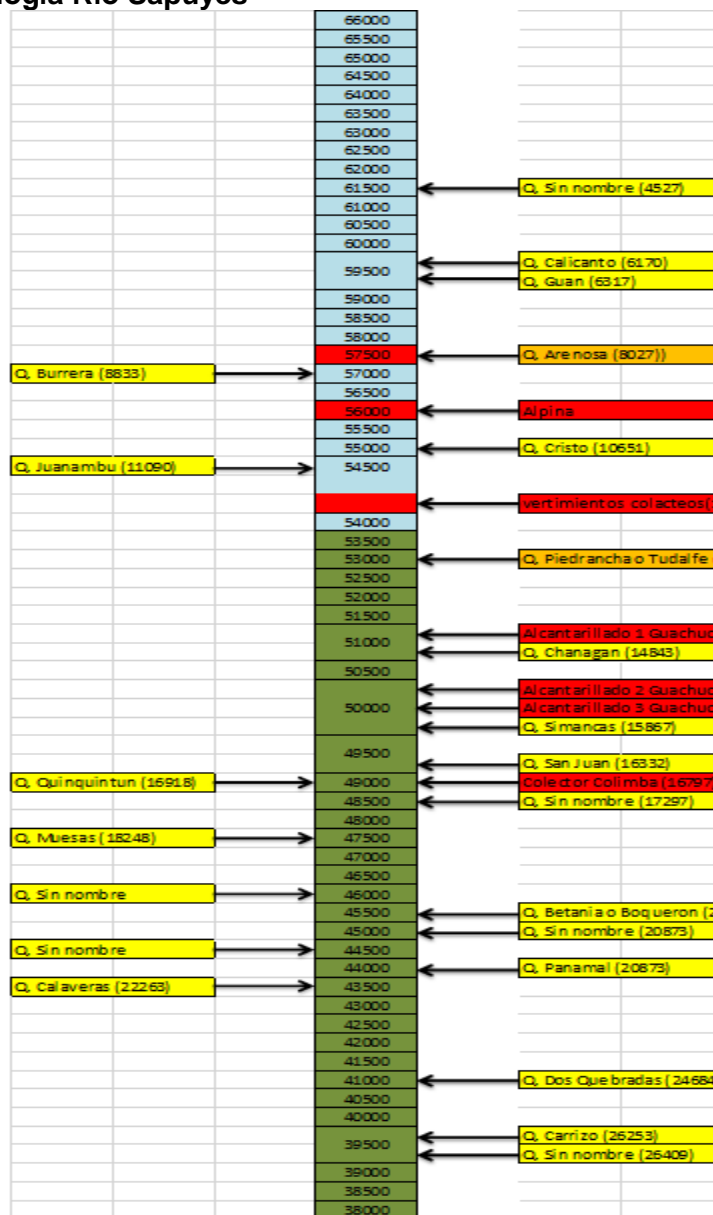 Río Sapuyes
66000
65500
65000
64500
64000
63500
63000
62500
62000
61500 Q, Sin nombre (4527)
61000
60500
60000
Q, Calicanto (6170)
59500
Q, Guan (6317)
59000
58500
58000
57500 Q, Arenosa (8027))
Q, Burrera (8833) 57000
56500
56000 Alpina
55500
55000 Q, Cristo (10651)
Q, Juanambu (11090) 54500
vertimientos colacteos(
54000
53500
53000 Q, Piedrancha o Tudalfe
52500
52000
51500
Alcantarillado 1 Guachuc
51000
Q, Chanagan (14843)
50500
Alcantarillado 2 Guachuc
50000 Alcantarillado 3 Guachuc
Q, Simancas (15867)
49500
Q, San Juan (16332)
Q, Quinquintun (16918) 49000 Colector Colimba (16797
48500 Q, Sin nombre (17297)
48000
Q, Muesas (18248) 47500
47000
46500
Q, Sin nombre 46000
45500 Q, Betania o Boqueron (2
45000 Q, Sin nombre (20873)
Q, Sin nombre 44500
44000 Q, Panamal (20873)
Q, Calaveras (22263) 43500
43000
42500
42000
41500
41000 Q, Dos Quebradas (24684
40500
40000
Q, Carrizo (26253)
39500
Q, Sin nombre (26409)
39000
38500
38000